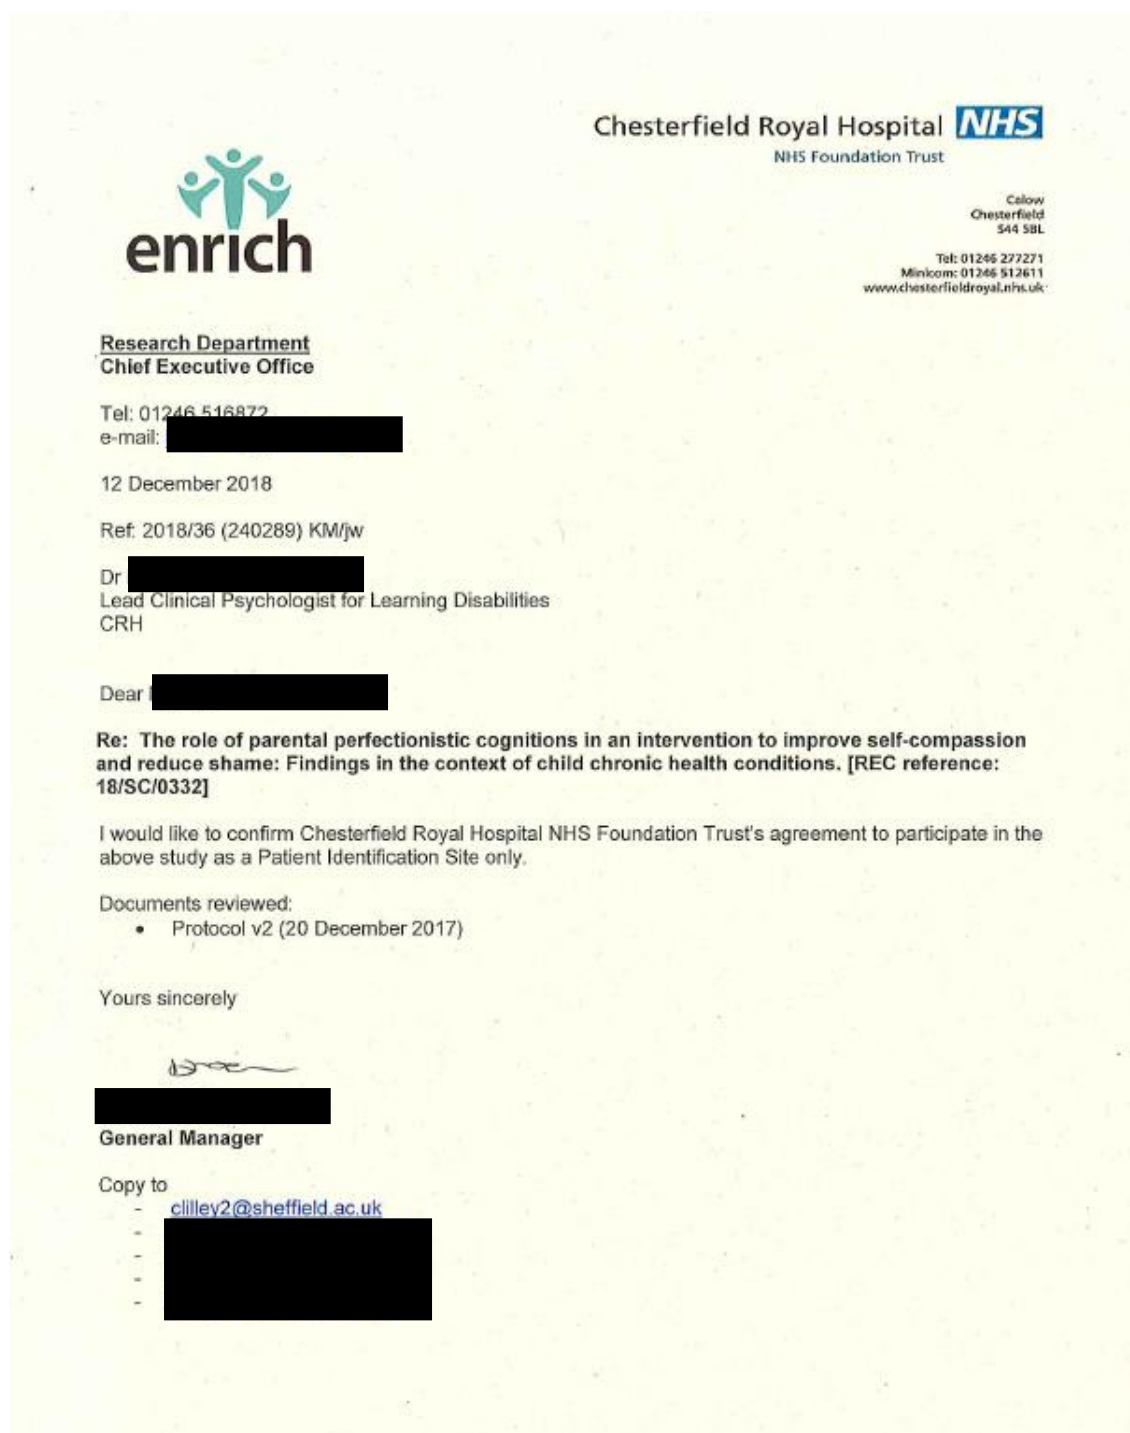 Chesterfield Royal Hospital NHS
NHS Foundation Trust
enrich
Calow
Chesterfield
S44 5BL
Tel: 01246 277271
Minicom: 01246 512611
www.chesterfieldroyal.nhs.uk
Research Department
Chief Executive Office
Tel: 01246 516872
e-mail:
12 December 2018
Ref: 2018/36 (240289) KM/jw
Dr
Lead Clinical Psychologist for Learning Disabilities
CRH
Dear
Re: The role of parental perfectionistic cognitions in an intervention to improve self-compassion
and reduce shame: Findings in the context of child chronic health conditions. [REC reference:
18/SC/0332]
I would like to confirm Chesterfield Royal Hospital NHS Foundation Trust's agreement to participate in the
above study as a Patient Identification Site only.
Documents reviewed:
• Protocol v2 (20 December 2017)
Yours sincerely
General Manager
Copy to
- clilley2@sheffield.ac.uk
-
-
-
-